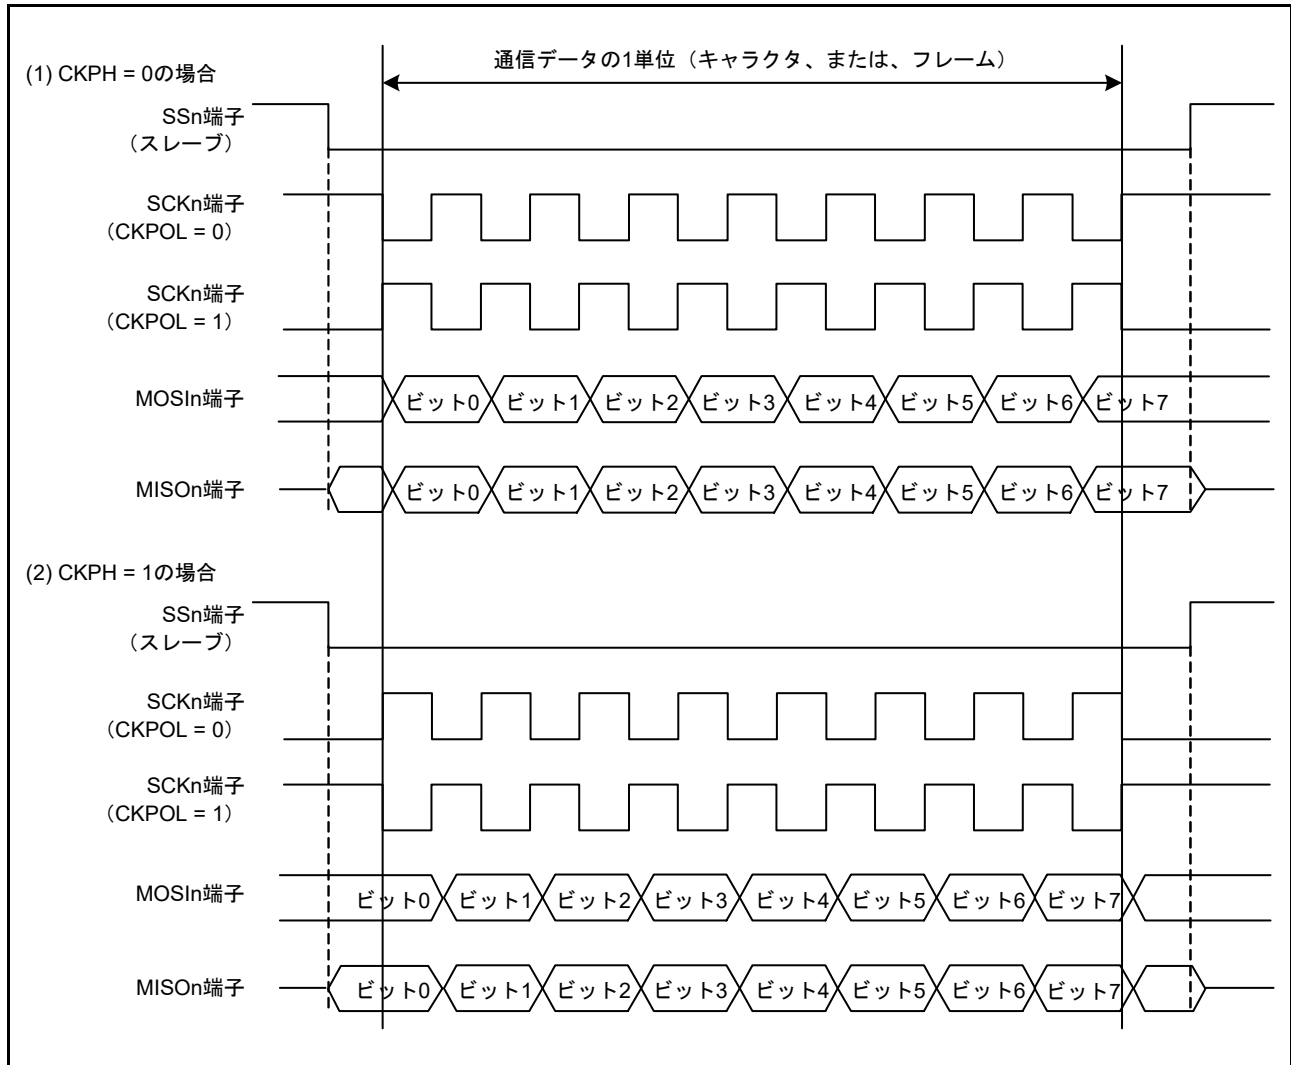 通信データの1単位（キャラクタ、または、フレーム）
(1) CKPH = 0の場合
SSn端子
（スレーブ）
SCKn端子
（CKPOL = 0）
SCKn端子
（CKPOL = 1）
MOSIn端子
ビット0 ビット1 ビット2 ビット3 ビット4 ビット5 ビット6 ビット7
MISOn端子
ビット0 ビット1 ビット2 ビット3 ビット4 ビット5 ビット6 ビット7
(2) CKPH = 1の場合
SSn端子
（スレーブ）
SCKn端子
（CKPOL = 0）
SCKn端子
（CKPOL = 1）
MOSIn端子
ビット0 ビット1 ビット2 ビット3 ビット4 ビット5 ビット6 ビット7
MISOn端子
ビット0 ビット1 ビット2 ビット3 ビット4 ビット5 ビット6 ビット7